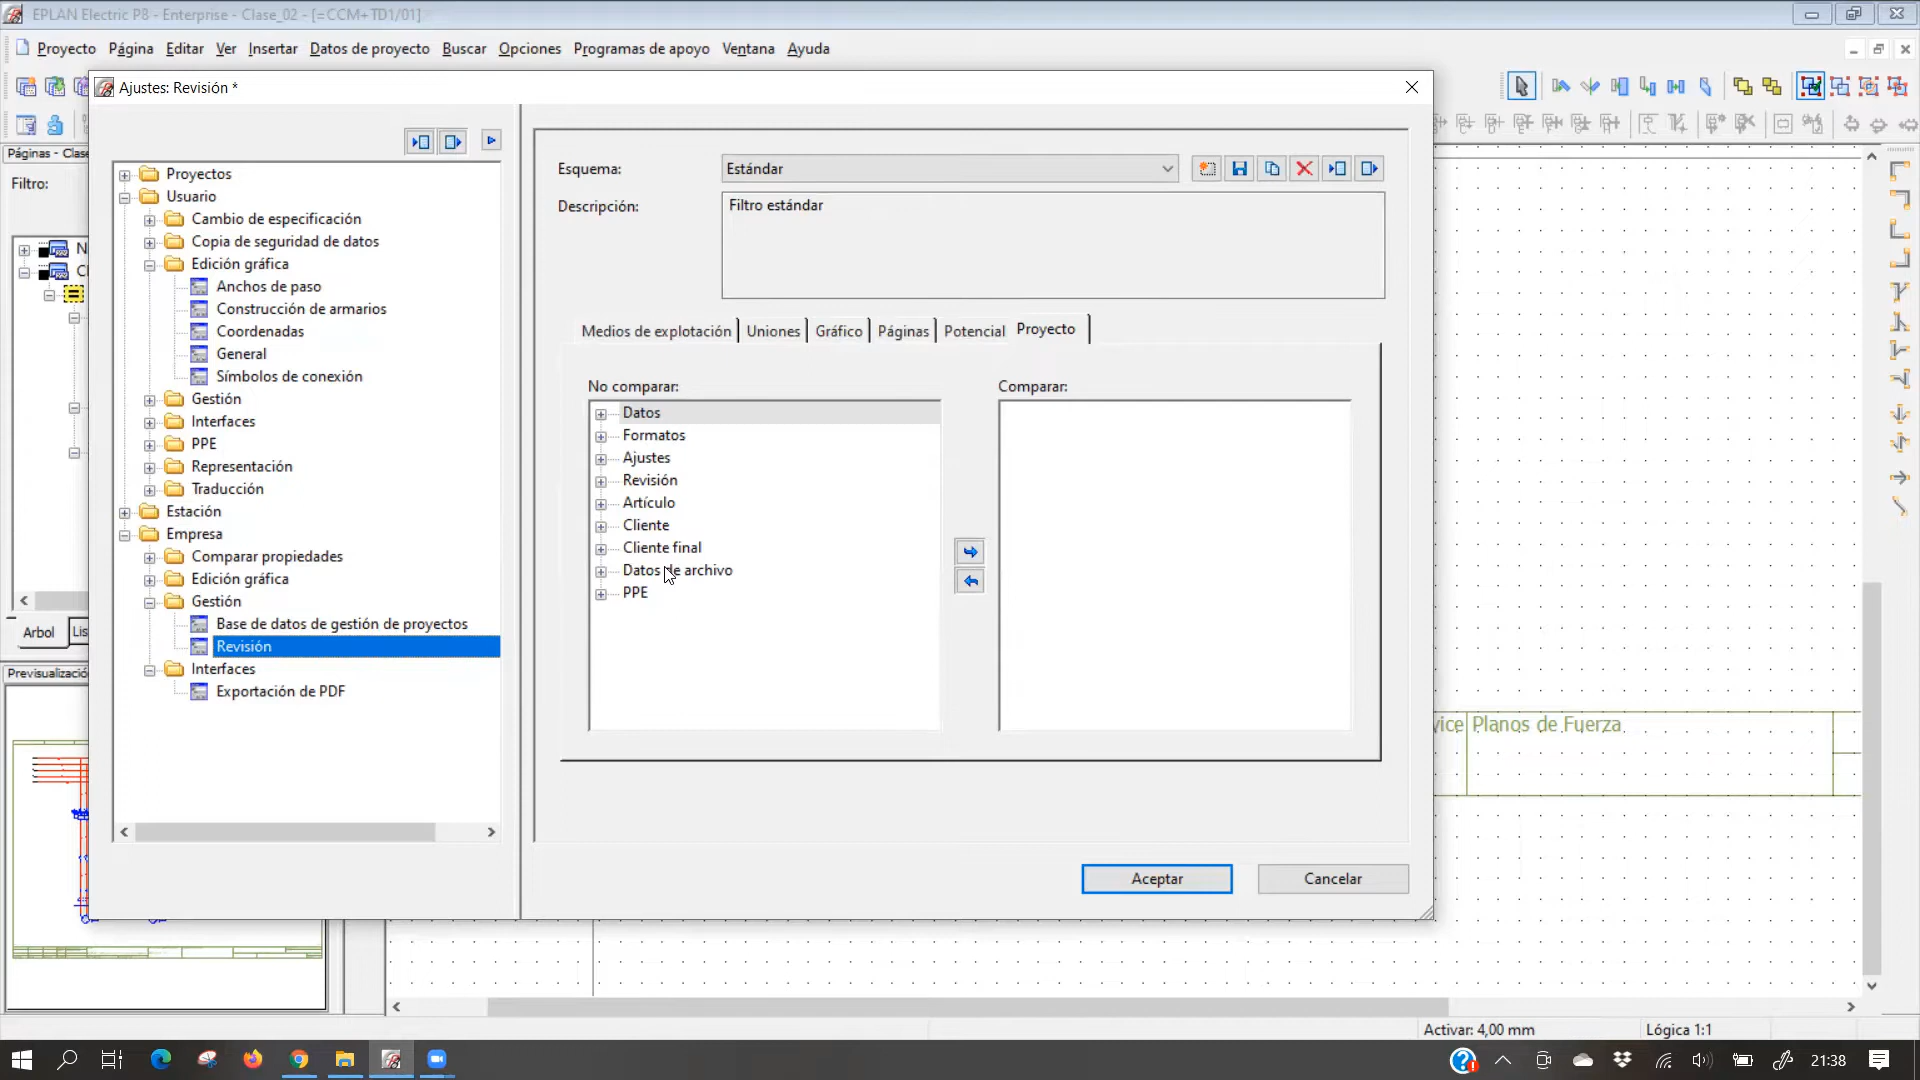 EPLAN Electric P8 - Enterprise - Clase_02 - [=CCM+TD1/01]
Proyecto Página Editar Ver Insertar Datos de proyecto Buscar Opciones Programas de apoyo Ventana Ayuda
Ajustes: Revisión *
Páginas - Clase
Filtro:
Arbol
Lis
Previsualizació
Proyectos
Usuario
Cambio de especificación
Copia de seguridad de datos
Edición gráfica
Anchos de paso
Construcción de armarios
Coordenadas
General
Símbolos de conexión
Gestión
Interfaces
PPE
Representación
Traducción
Estación
Empresa
Comparar propiedades
Edición gráfica
Gestión
Base de datos de gestión de proyectos
Revisión
Interfaces
Exportación de PDF
Esquema: Estándar
Descripción: Filtro estándar
Medios de explotación Uniones Gráfico Páginas Potencial Proyecto
No comparar:
Datos
Formatos
Ajustes
Revisión
Artículo
Cliente
Cliente final
Datos de archivo
PPE
Comparar:
Aceptar Cancelar
vice Planos de Fuerza
Activar: 4,00 mm Lógica 1:1
21:38